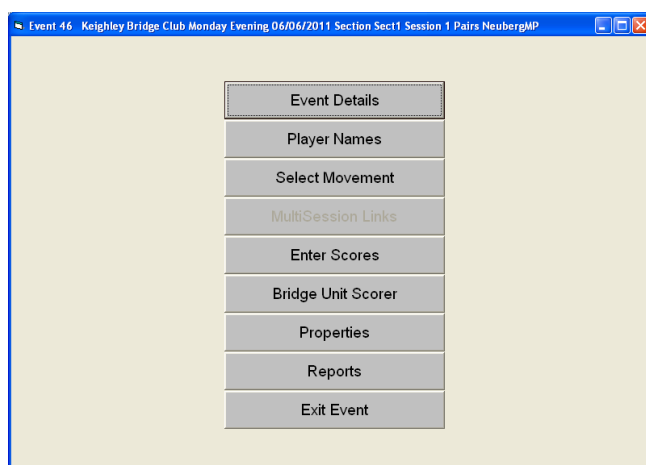 Event 46 Keighley Bridge Club Monday Evening 06/06/2011 Section Sect1 Session 1 Pairs NeubergMP
Event Details
Player Names
Select Movement
MultiSession Links
Enter Scores
Bridge Unit Scorer
Properties
Reports
Exit Event